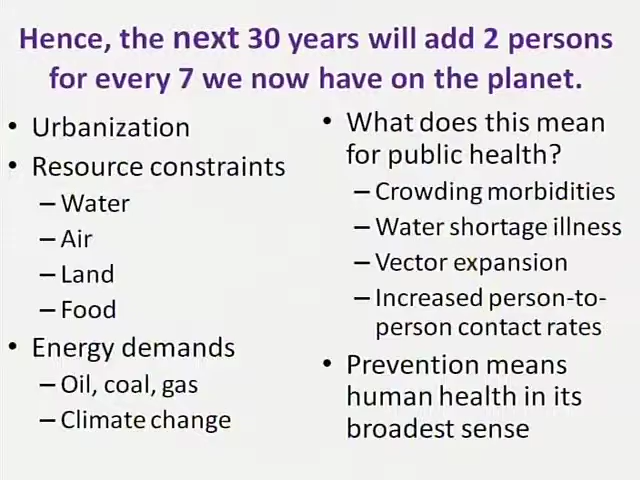 Hence, the next 30 years will add 2 persons
for every 7 we now have on the planet.
• Urbanization
• Resource constraints
– Water
– Air
– Land
– Food
• Energy demands
– Oil, coal, gas
– Climate change
• What does this mean
for public health?
– Crowding morbidities
– Water shortage illness
– Vector expansion
– Increased person-to-
person contact rates
• Prevention means
human health in its
broadest sense